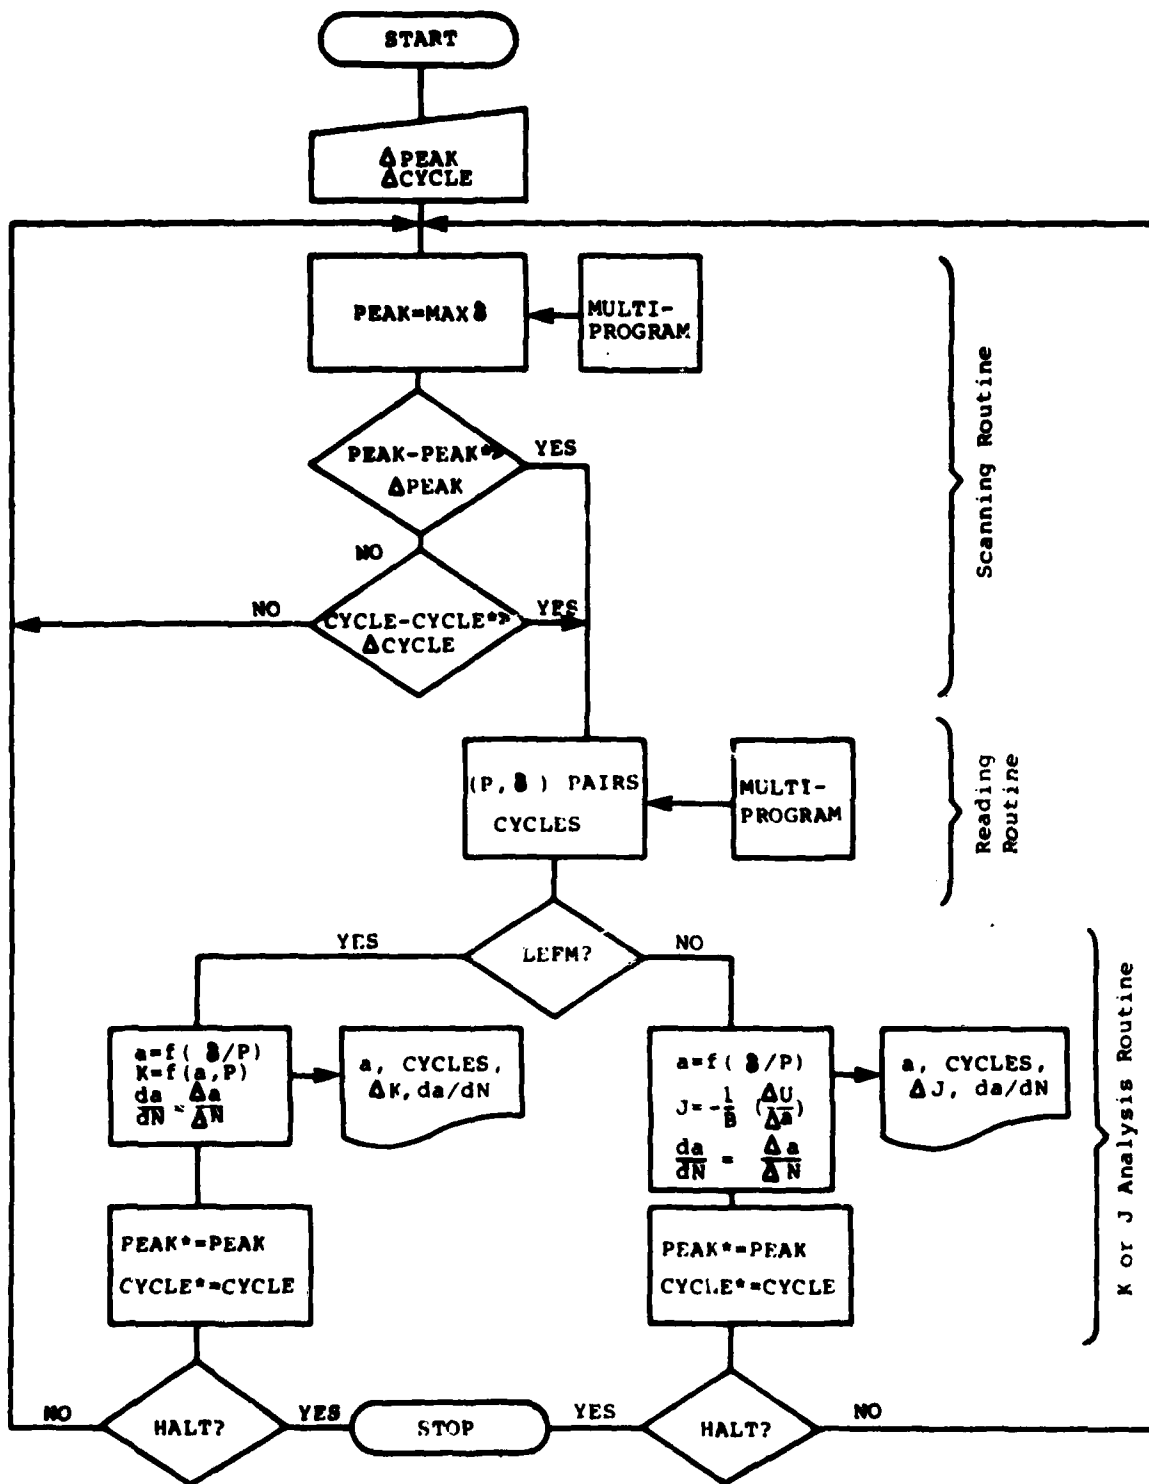 START
ΔPEAK
ΔCYCLE
PEAK=MAX δ
MULTI-
PROGRAM
PEAK-PEAK*≥
ΔPEAK
YES
NO
CYCLE-CYCLE*≥
ΔCYCLE
NO
YES
Scanning Routine
(P, δ ) PAIRS
CYCLES
MULTI-
PROGRAM
Reading
Routine
LEFM?
YES
NO
a=f( δ/P)
K=f(a,P)
da/dN = Δa/ΔN
a, CYCLES,
ΔK, da/dN
a=f( δ/P)
J=-1/B (ΔU/Δa)
da/dN = Δa/ΔN
a, CYCLES,
ΔJ, da/dN
K or J Analysis Routine
PEAK*=PEAK
CYCLE*=CYCLE
PEAK*=PEAK
CYCLE*=CYCLE
NO
HALT?
YES
STOP
YES
HALT?
NO